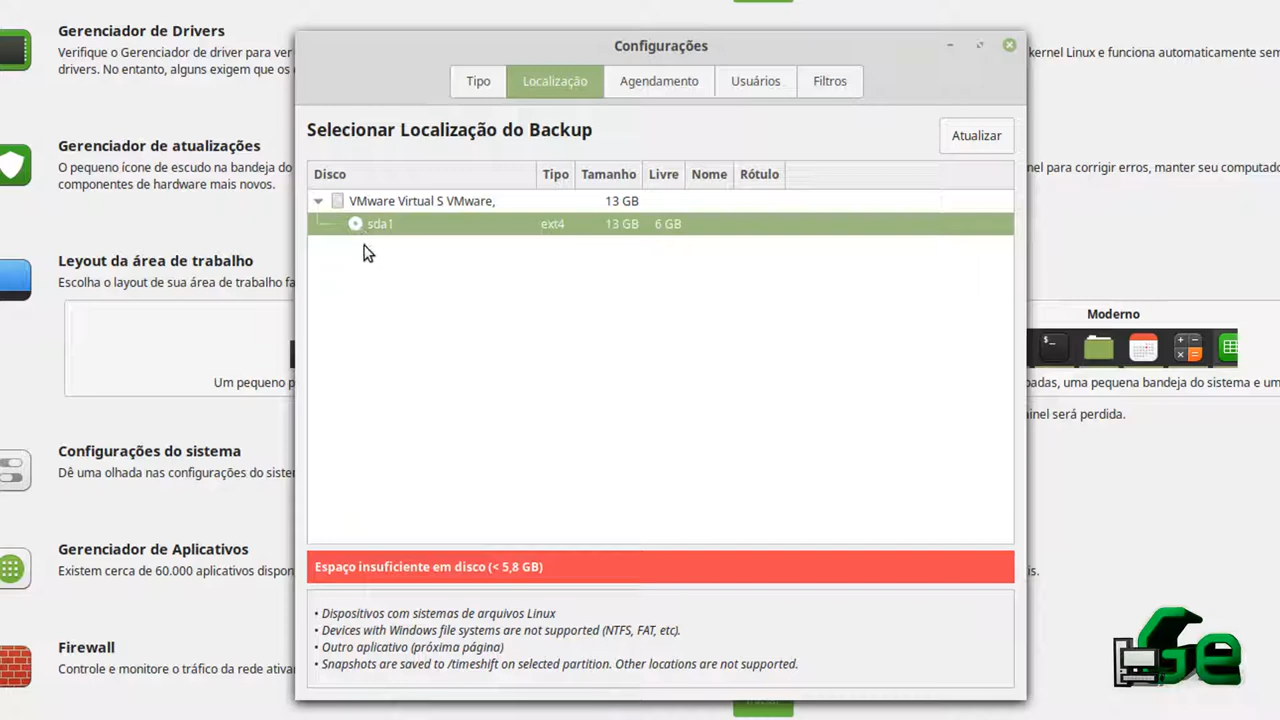 Gerenciador de Drivers
Verifique o Gerenciador de driver para ver
kernel Linux e funciona automaticamente sem
drivers. No entanto, alguns exigem que os
Gerenciador de atualizações
O pequeno ícone de escudo na bandeja do
nel para corrigir erros, manter seu computado
componentes de hardware mais novos.
Layout da área de trabalho
Escolha o layout de sua área de trabalho fa
Moderno
Um pequeno p
padas, uma pequena bandeja do sistema e um
ainel será perdida.
Configurações do sistema
Dê uma olhada nas configurações do siste
Gerenciador de Aplicativos
Existem cerca de 60.000 aplicativos dispon
is.
Firewall
Controle e monitore o tráfico da rede ativa
Configurações
Tipo
Localização
Agendamento
Usuários
Filtros
Selecionar Localização do Backup
Atualizar
Disco Tipo Tamanho Livre Nome Rótulo
VMware Virtual S VMware, 13 GB
sda1 ext4 13 GB 6 GB
Espaço insuficiente em disco (< 5,8 GB)
• Dispositivos com sistemas de arquivos Linux
• Devices with Windows file systems are not supported (NTFS, FAT, etc).
• Outro aplicativo (próxima página)
• Snapshots are saved to /timeshift on selected partition. Other locations are not supported.
Ge